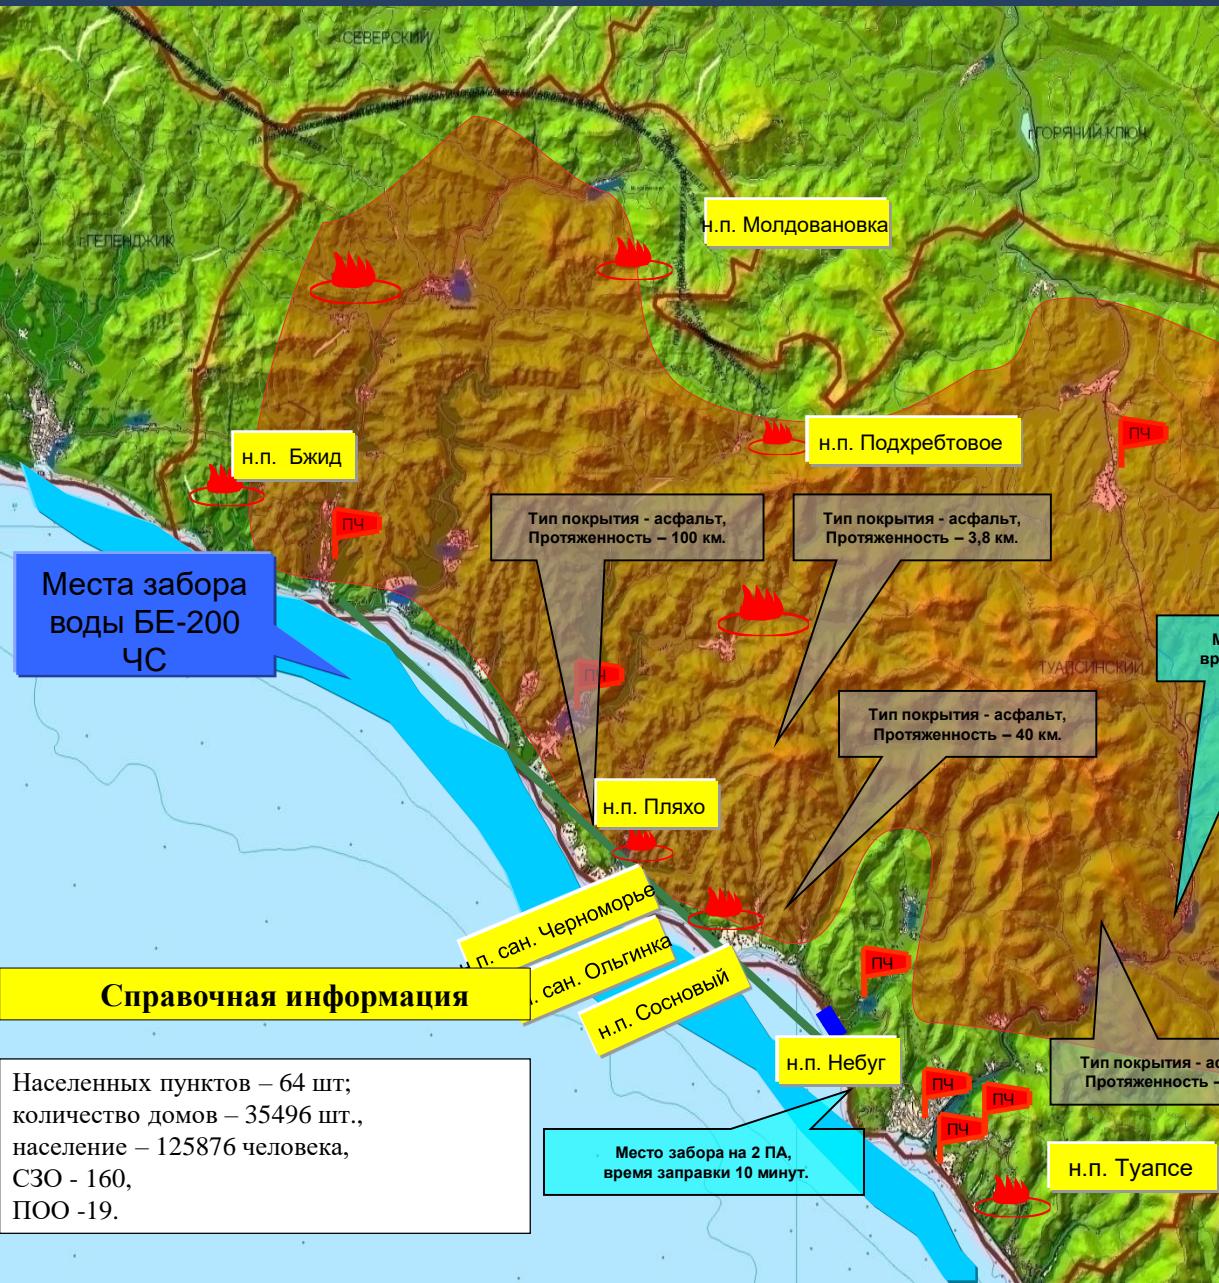 СЕВЕРСКИЙ
г.ГОРЯЧИЙ КЛЮЧ
г.ГЕЛЕНДЖИК
н.п. Молдовановка
н.п. Бжид
н.п. Подхребтовое
ПЧ
ПЧ
Тип покрытия - асфальт,
Протяженность – 100 км.
Тип покрытия - асфальт,
Протяженность – 3,8 км.
Места забора
воды БЕ-200
ЧС
ТУАПСИНСКИЙ
ПЧ
Тип покрытия - асфальт,
Протяженность – 40 км.
н.п. Пляхо
н.п. сан. Черноморье
сан. Ольгинка
н.п. Сосновый
ПЧ
Справочная информация
н.п. Небуг
Тип покрытия -
Протяженность –
Населенных пунктов – 64 шт;
количество домов – 35496 шт.,
население – 125876 человека,
СЗО - 160,
ПОО -19.
ПЧ
ПЧ
ПЧ
Место забора на 2 ПА,
время заправки 10 минут.
н.п. Туапсе